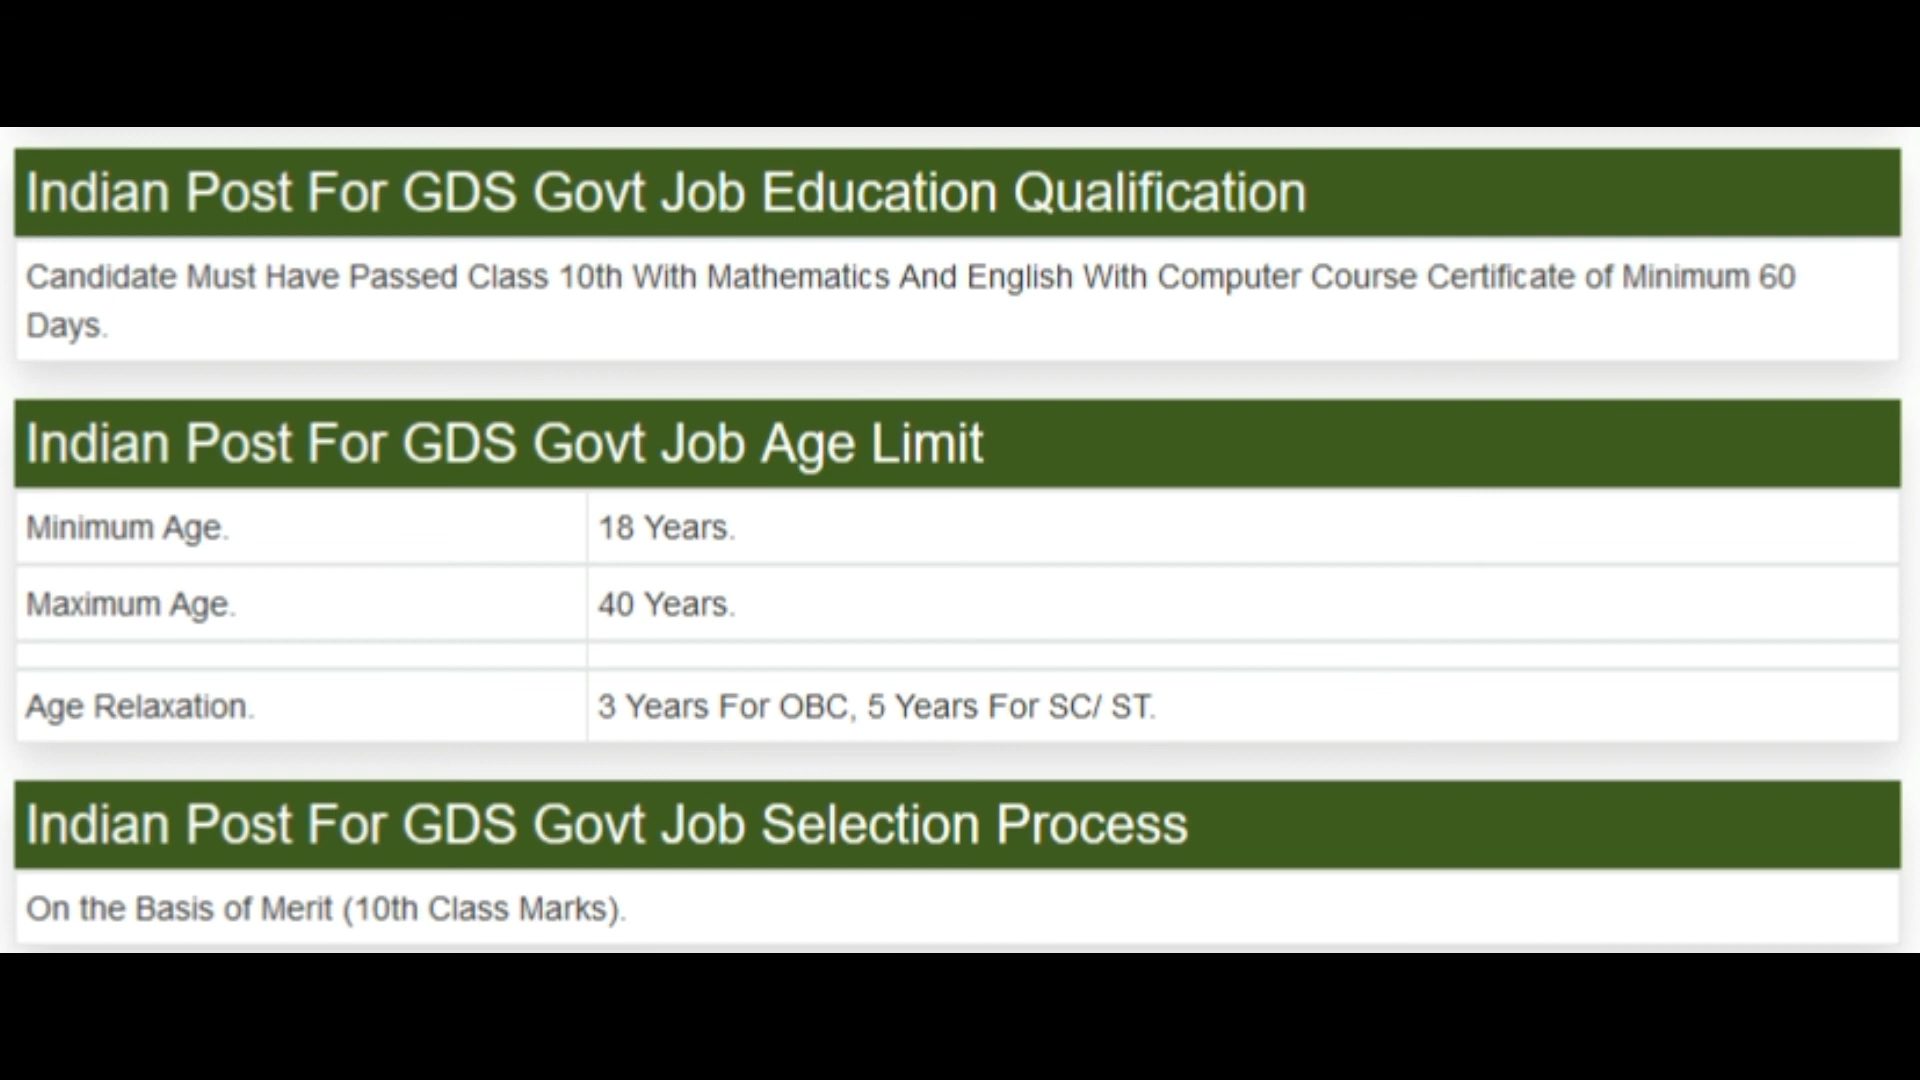 Indian Post For GDS Govt Job Education Qualification
Candidate Must Have Passed Class 10th With Mathematics And English With Computer Course Certificate of Minimum 60
Days.
Indian Post For GDS Govt Job Age Limit
Minimum Age. 18 Years.
Maximum Age. 40 Years.
Age Relaxation. 3 Years For OBC, 5 Years For SC/ ST.
Indian Post For GDS Govt Job Selection Process
On the Basis of Merit (10th Class Marks).